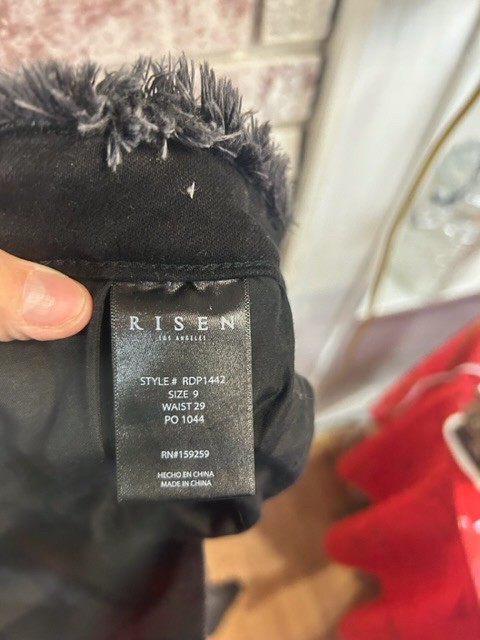 RISEN
LOS ANGELES
STYLE # RDP1442
SIZE 9
WAIST 29
PO 1044
RN#159259
HECHO EN CHINA
MADE IN CHINA